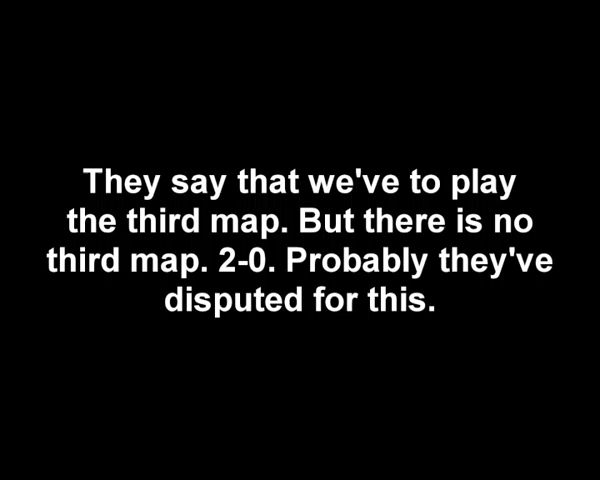 They say that we've to play
the third map. But there is no
third map. 2-0. Probably they've
disputed for this.